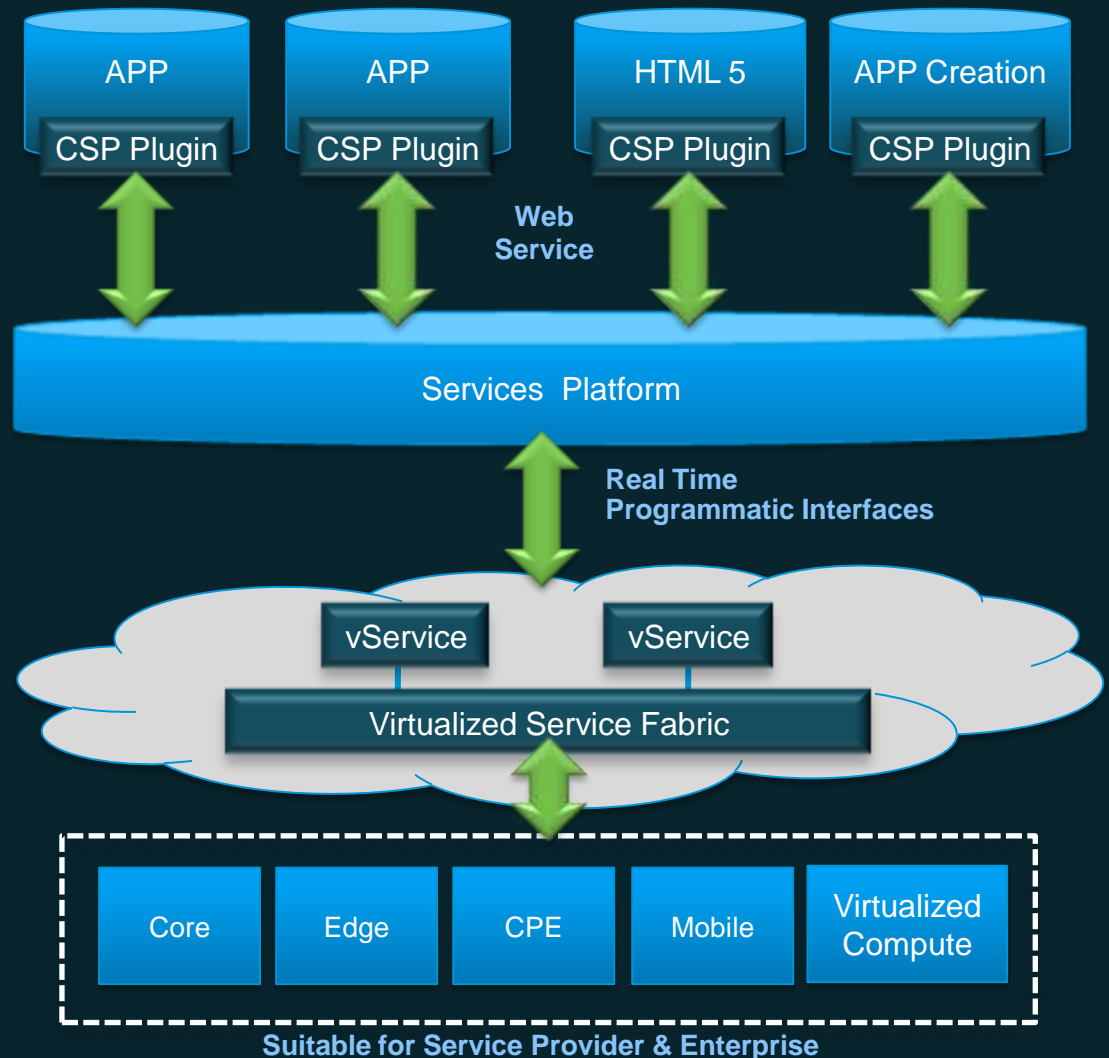 APP
APP
HTML 5
APP Creation
CSP Plugin
CSP Plugin
CSP Plugin
CSP Plugin
Web
Service
Services Platform
Real Time
Programmatic Interfaces
vService
vService
Virtualized Service Fabric
Core
Edge
CPE
Mobile
Virtualized
Compute
Suitable for Service Provider & Enterprise